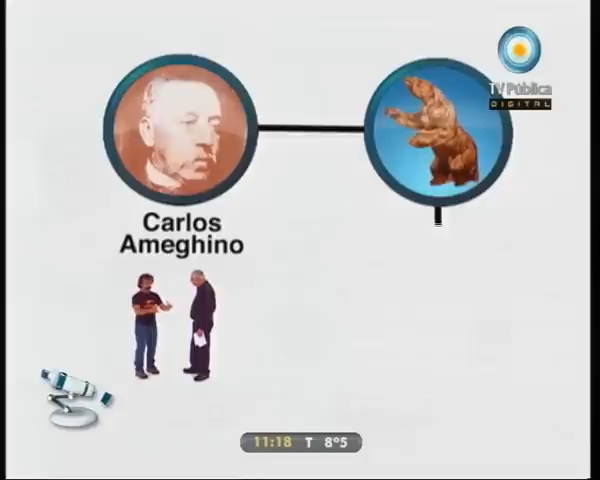 TV Pública
DIGITAL
Carlos
Ameghino
11:18 T 8°5